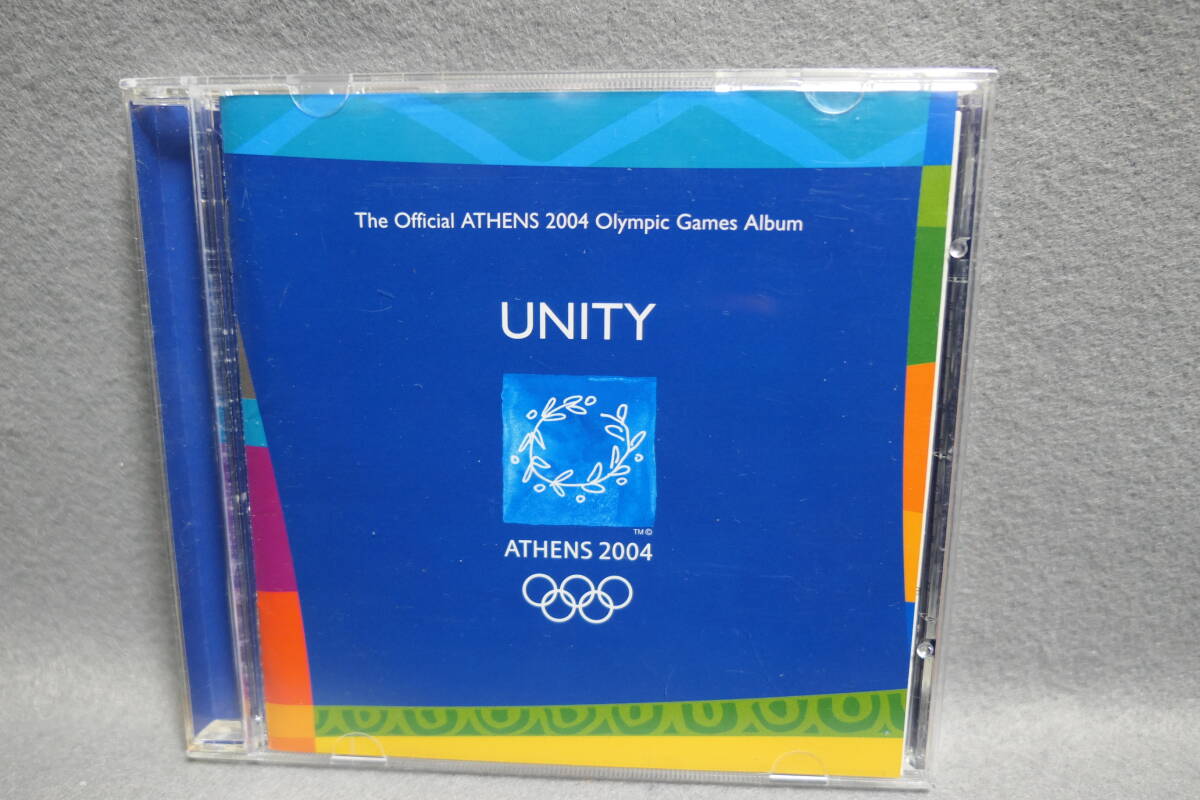 The Official ATHENS 2004 Olympic Games Album
UNITY
TM©
ATHENS 2004